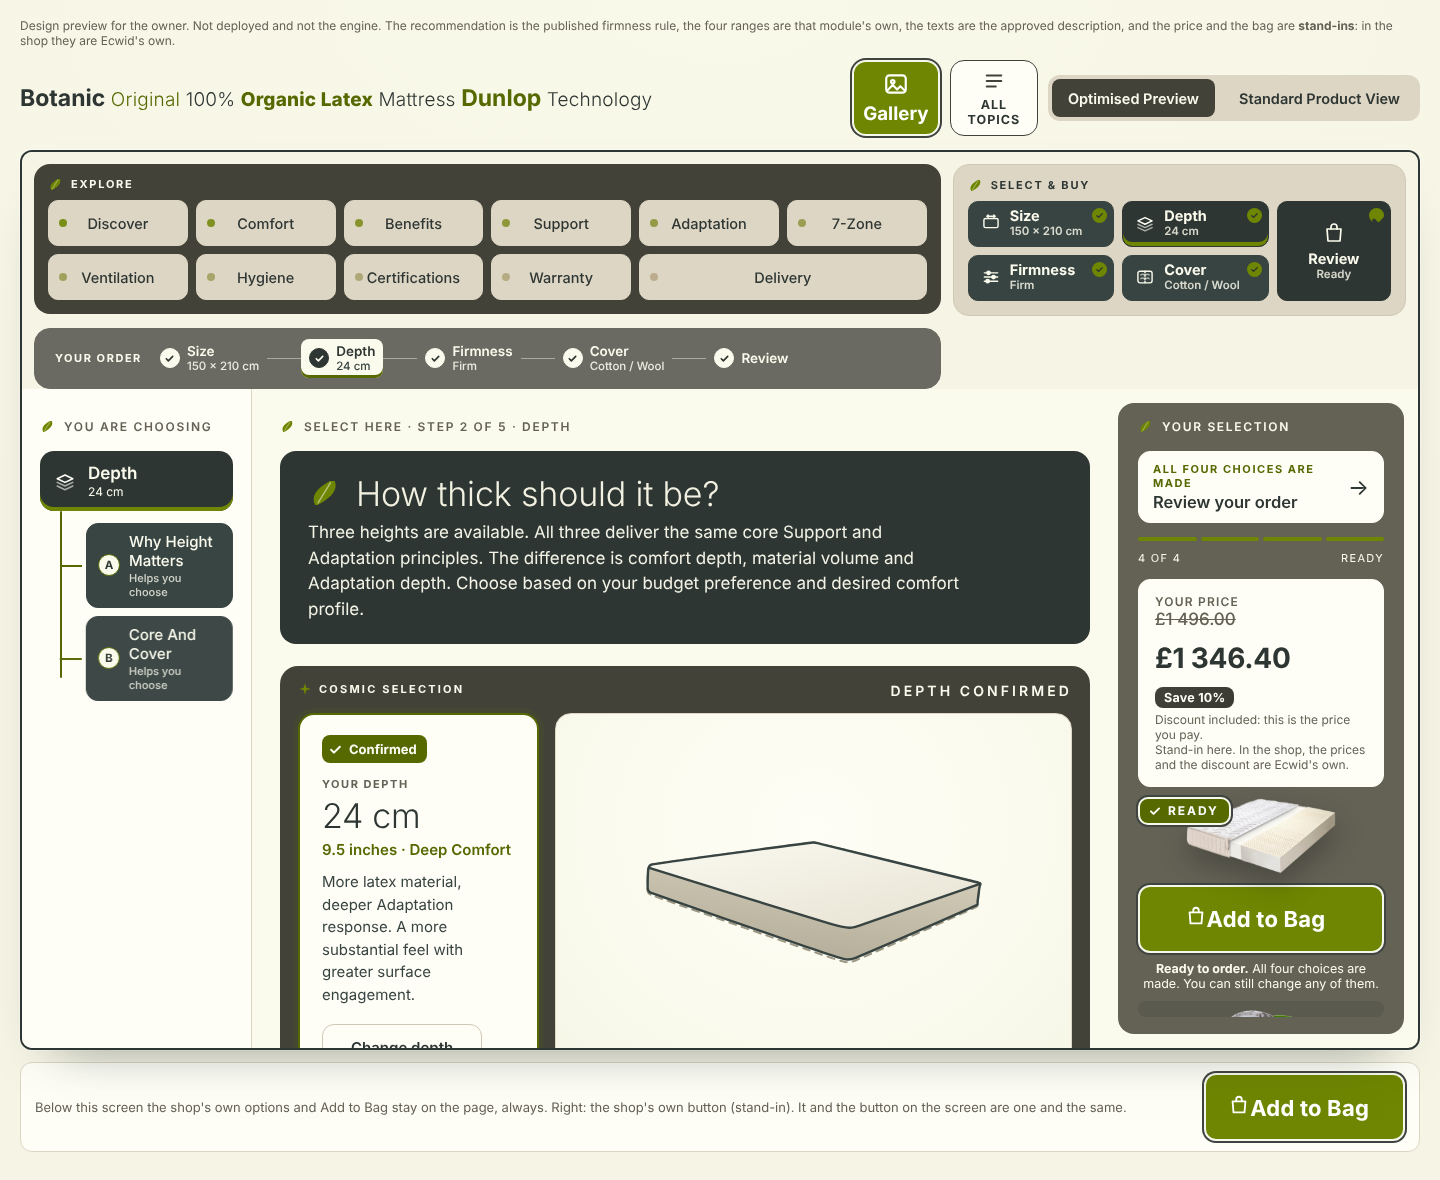 Design preview for the owner. Not deployed and not the engine. The recommendation is the published firmness rule, the four ranges are that module's own, the texts are the approved description, and the price and the bag are stand-ins: in the
shop they are Ecwid's own.
Botanic Original 100% Organic Latex Mattress Dunlop Technology
Gallery
ALL
TOPICS
Optimised Preview
Standard Product View
EXPLORE
Discover
Comfort
Benefits
Support
Adaptation
7-Zone
Ventilation
Hygiene
Certifications
Warranty
Delivery
SELECT & BUY
Size
150 × 210 cm
Depth
24 cm
Firmness
Firm
Cover
Cotton / Wool
Review
Ready
YOUR ORDER
Size
150 × 210 cm
Depth
24 cm
Firmness
Firm
Cover
Cotton / Wool
Review
YOU ARE CHOOSING
Depth
24 cm
A
Why Height
Matters
Helps you
choose
B
Core And
Cover
Helps you
choose
SELECT HERE · STEP 2 OF 5 · DEPTH
How thick should it be?
Three heights are available. All three deliver the same core Support and
Adaptation principles. The difference is comfort depth, material volume and
Adaptation depth. Choose based on your budget preference and desired comfort
profile.
COSMIC SELECTION
DEPTH CONFIRMED
Confirmed
YOUR DEPTH
24 cm
9.5 inches · Deep Comfort
More latex material,
deeper Adaptation
response. A more
substantial feel with
greater surface
engagement.
Change depth
YOUR SELECTION
ALL FOUR CHOICES ARE
MADE
Review your order
4 OF 4
READY
YOUR PRICE
£1 496.00
£1 346.40
Save 10%
Discount included: this is the price
you pay.
Stand-in here. In the shop, the prices
and the discount are Ecwid's own.
READY
Add to Bag
Ready to order. All four choices are
made. You can still change any of them.
Below this screen the shop's own options and Add to Bag stay on the page, always. Right: the shop's own button (stand-in). It and the button on the screen are one and the same.
Add to Bag